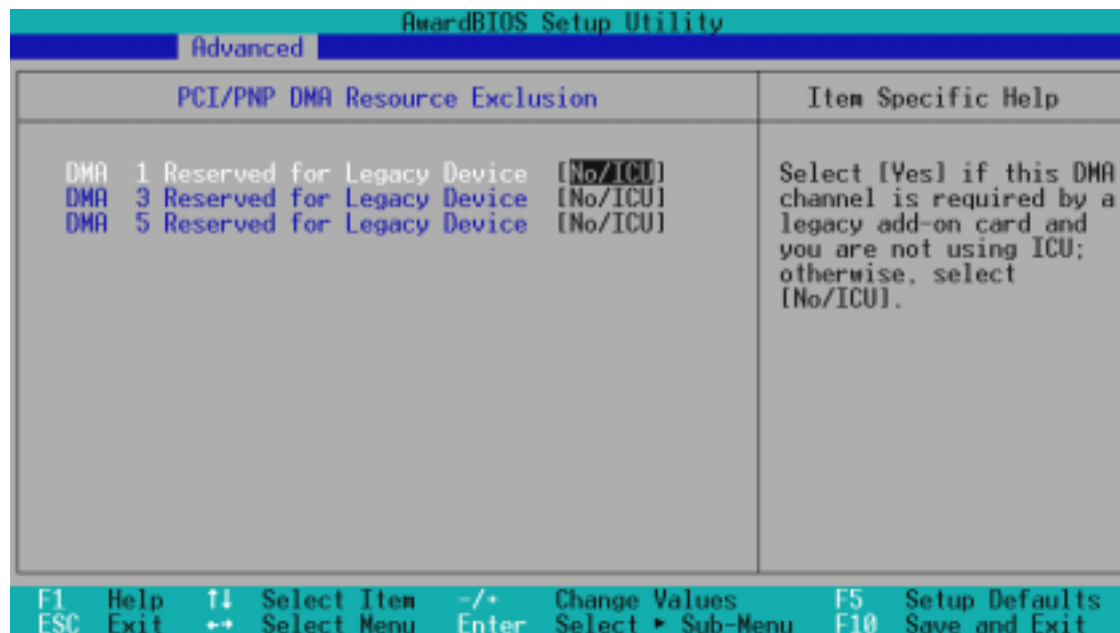 AwardBIOS Setup Utility
Advanced
PCI/PNP DMA Resource Exclusion
DMA 1 Reserved for Legacy Device [No/ICU]
DMA 3 Reserved for Legacy Device [No/ICU]
DMA 5 Reserved for Legacy Device [No/ICU]
Item Specific Help
Select [Yes] if this DMA
channel is required by a
legacy add-on card and
you are not using ICU;
otherwise, select
[No/ICU].
F1 Help ↑↓ Select Item -/+ Change Values F5 Setup Defaults
ESC Exit ←→ Select Menu Enter Select ► Sub-Menu F10 Save and Exit